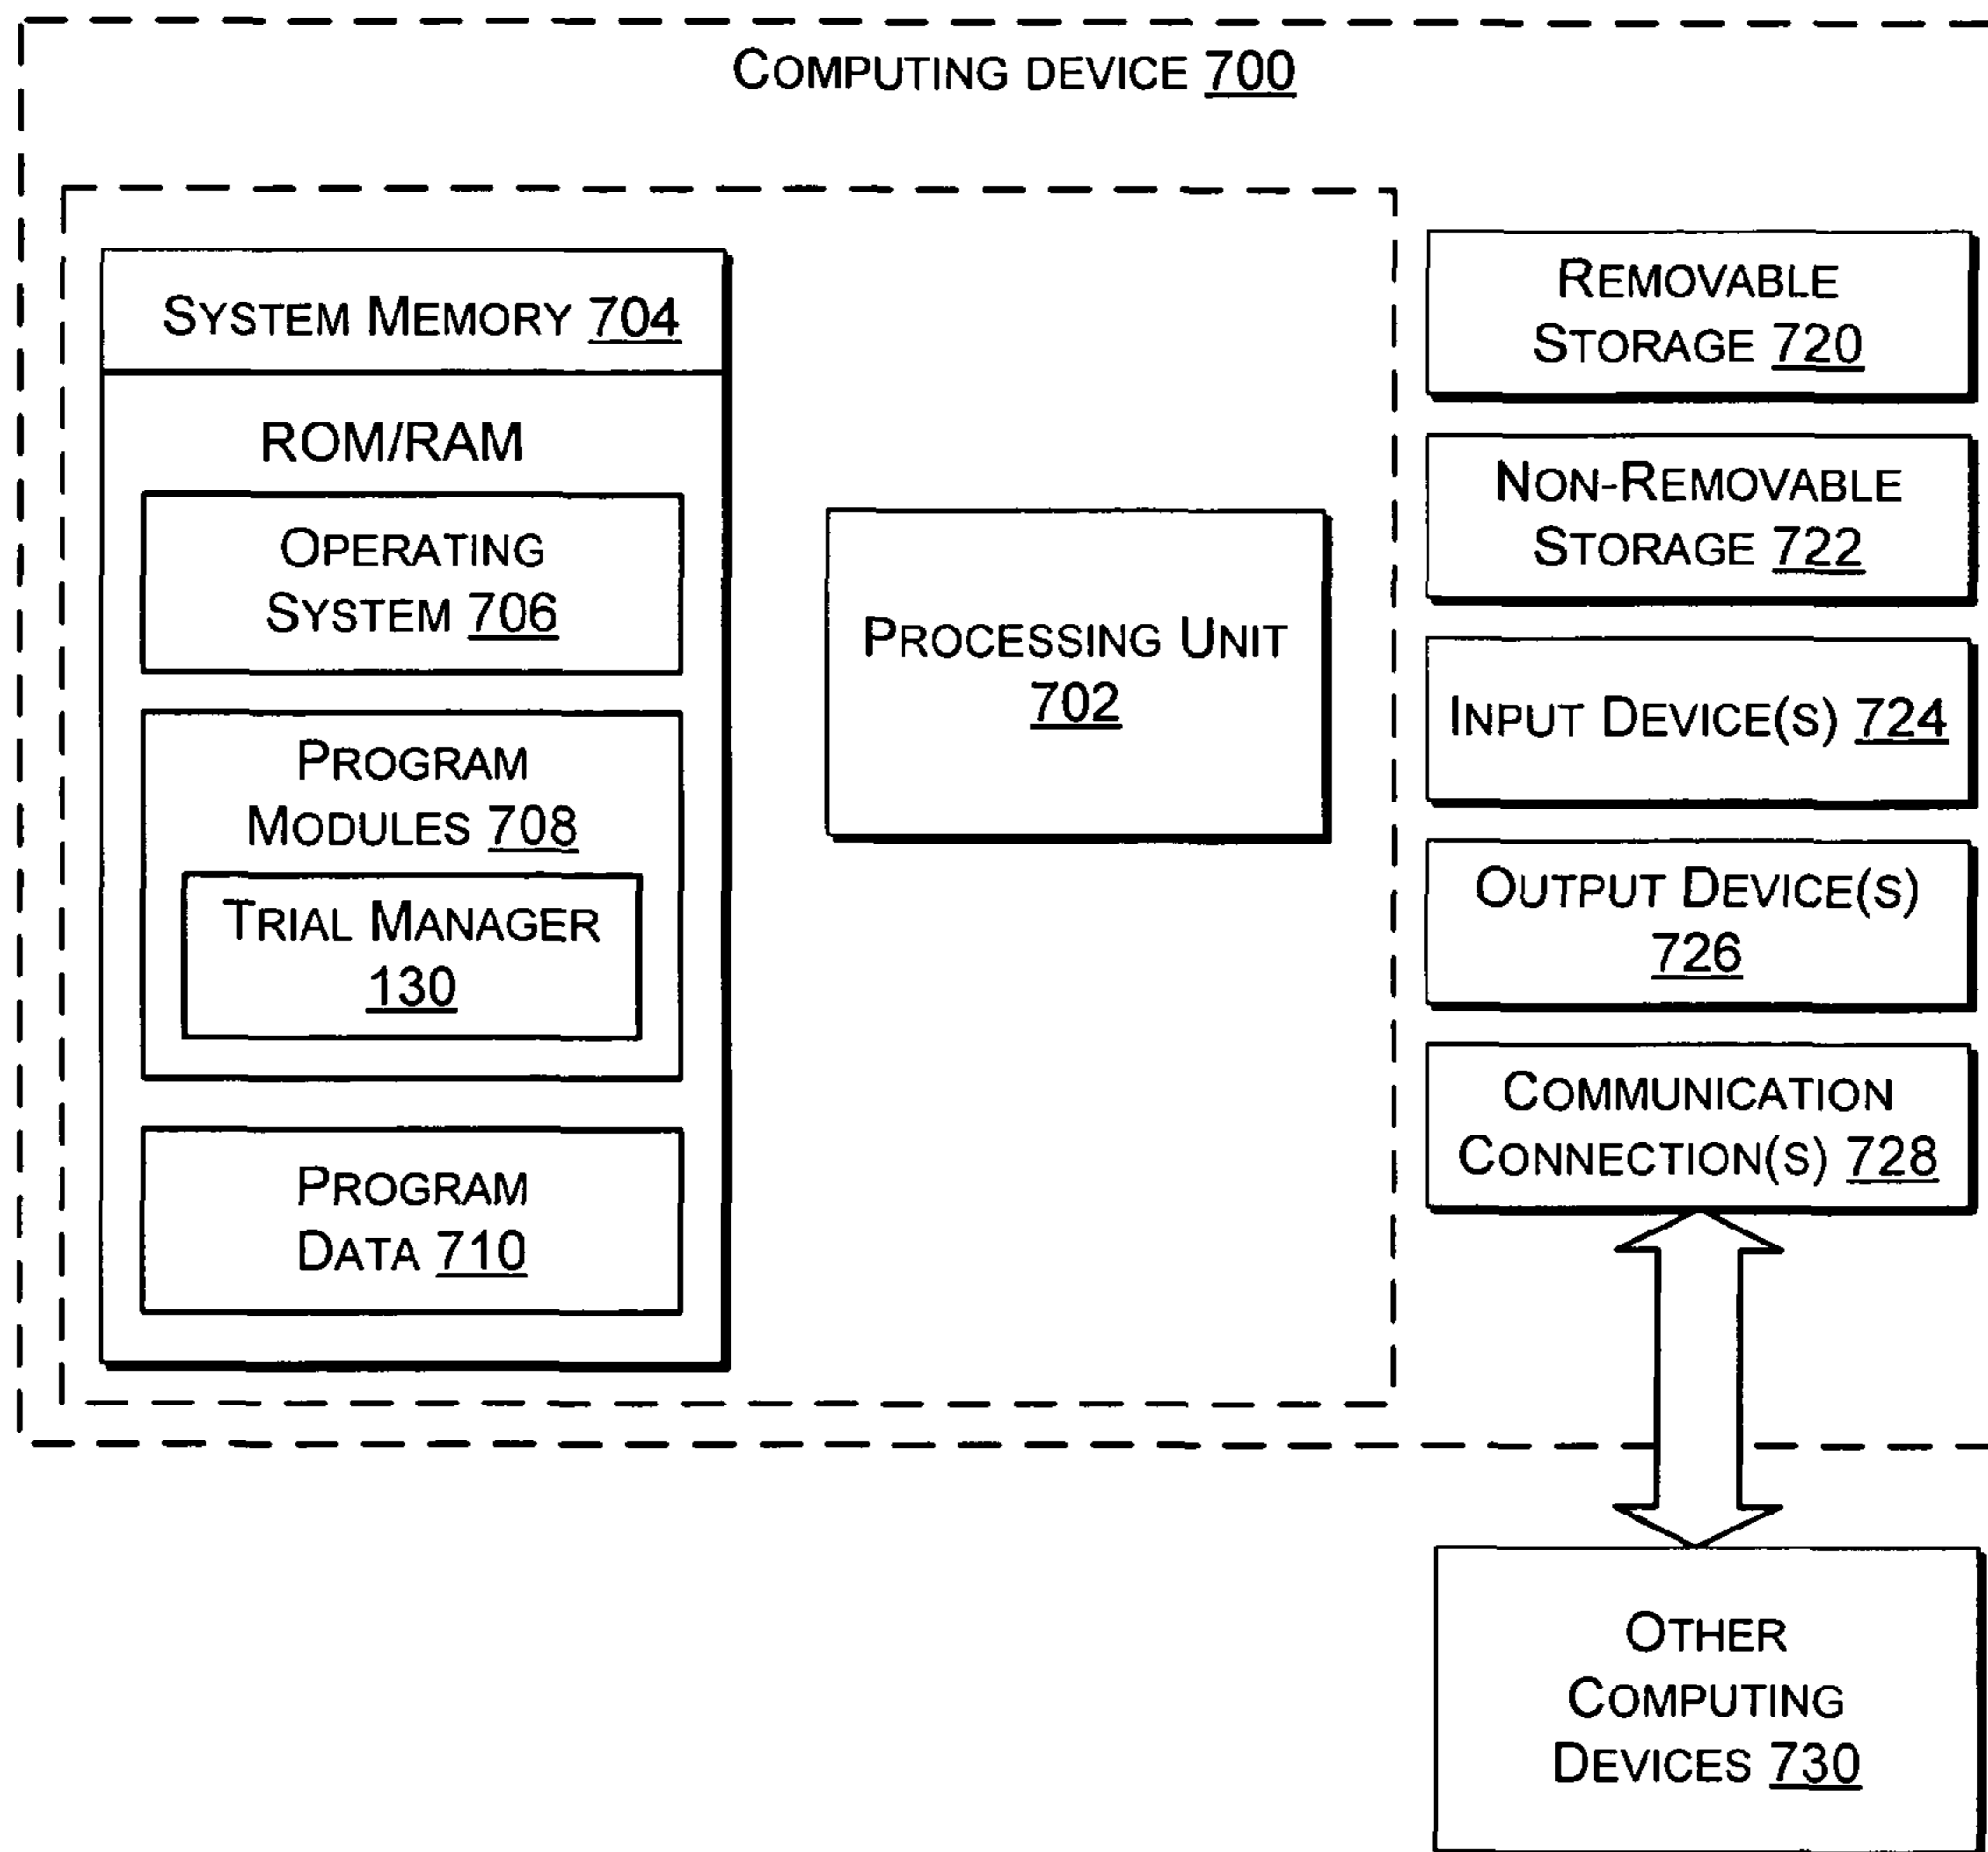 COMPUTING DEVICE 700
SYSTEM MEMORY 704
ROM/RAM
OPERATING
SYSTEM 706
PROGRAM
MODULES 708
TRIAL MANAGER
130
PROGRAM
DATA 710
PROCESSING UNIT
702
REMOVABLE
STORAGE 720
NON-REMOVABLE
STORAGE 722
INPUT DEVICE(S) 724
OUTPUT DEVICE(S)
726
COMMUNICATION
CONNECTION(S) 728
OTHER
COMPUTING
DEVICES 730